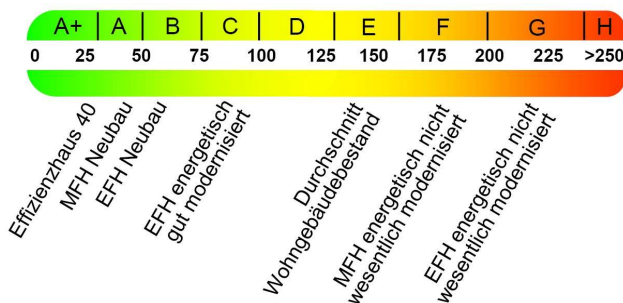 A+ A B C D E F G H
0 25 50 75 100 125 150 175 200 225 >250
Effizienzhaus 40
MFH Neubau
EFH Neubau
EFH energetisch
gut modernisiert
Durchschnitt
Wohngebäudebestand
MFH energetisch nicht
wesentlich modernisiert
EFH energetisch nicht
wesentlich modernisiert